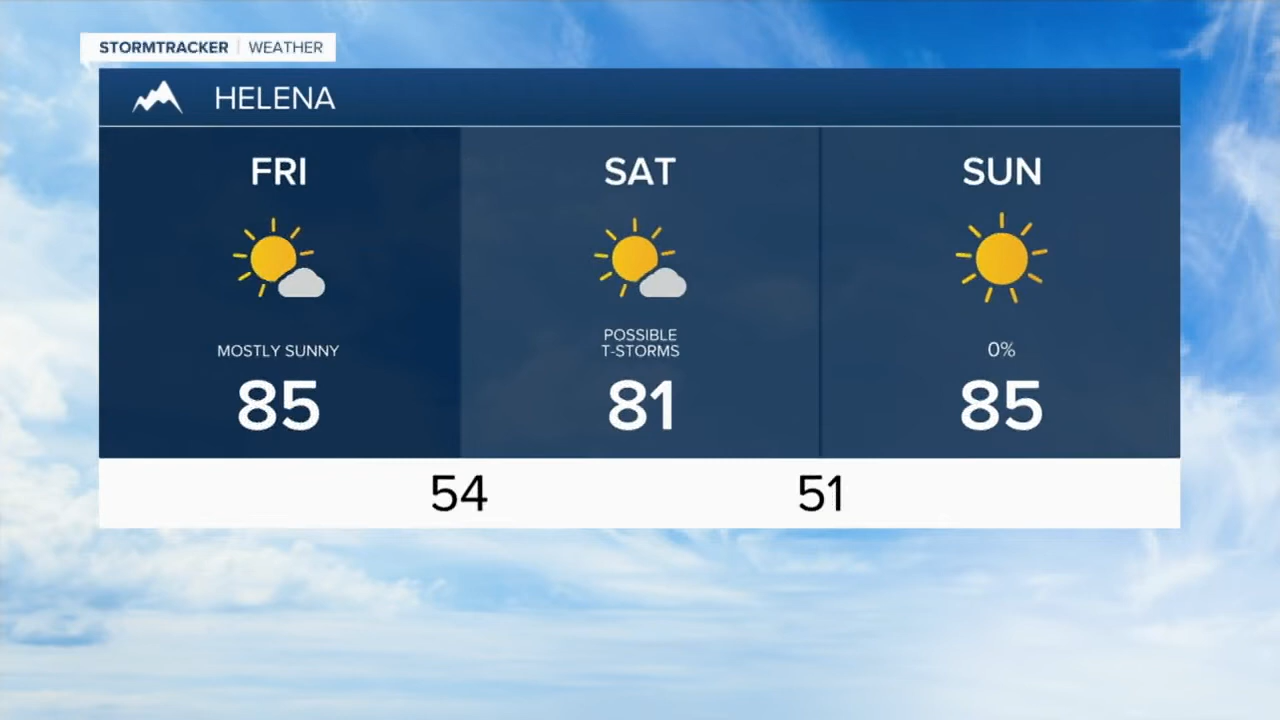 STORMTRACKER | WEATHER
HELENA
FRI
SAT
SUN
MOSTLY SUNNY
POSSIBLE
T-STORMS
0%
85
81
85
54
51